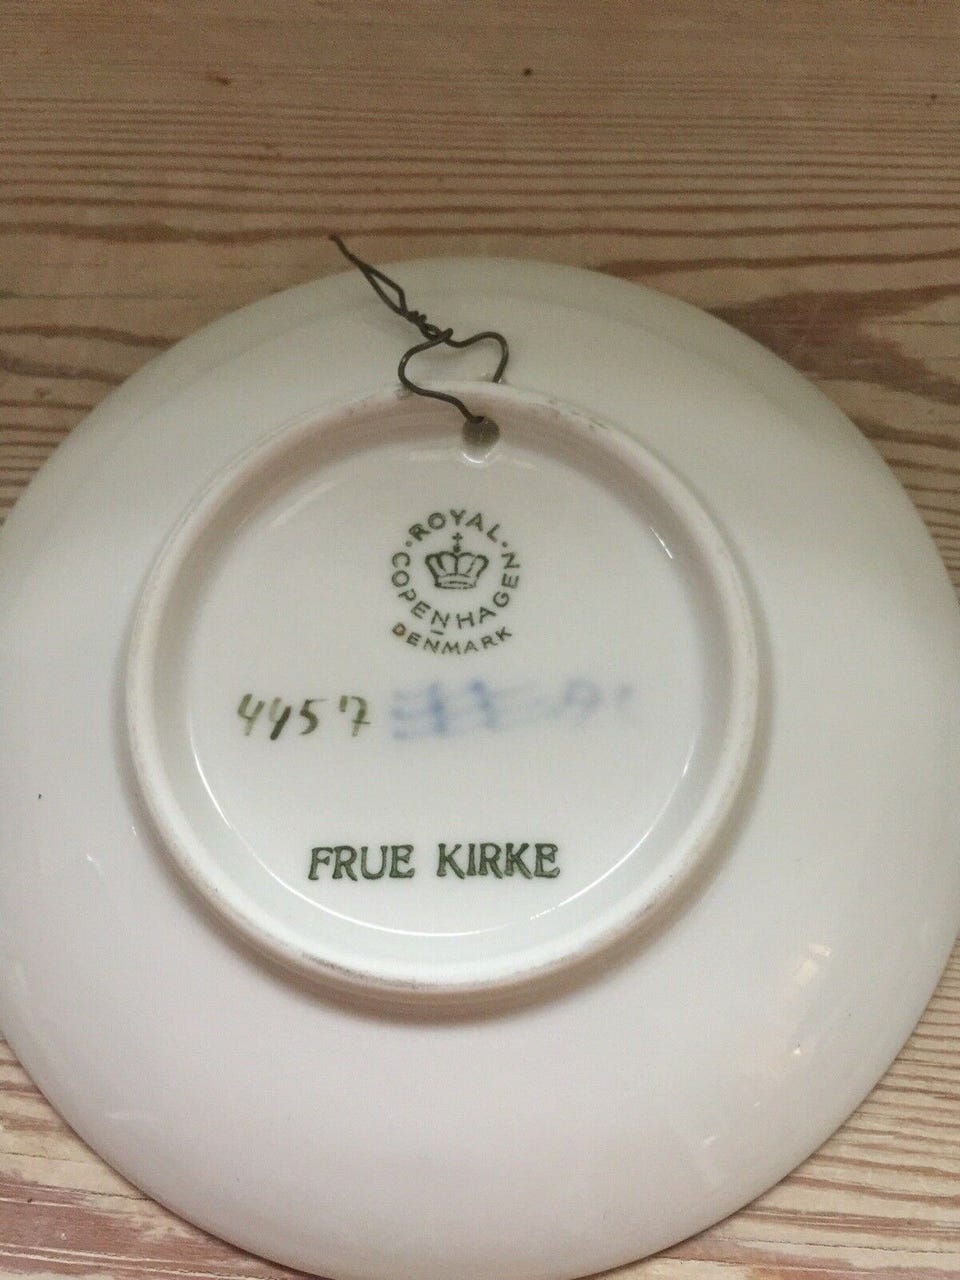 ROYAL
COPENHAGEN
DENMARK
4457
FRUE KIRKE